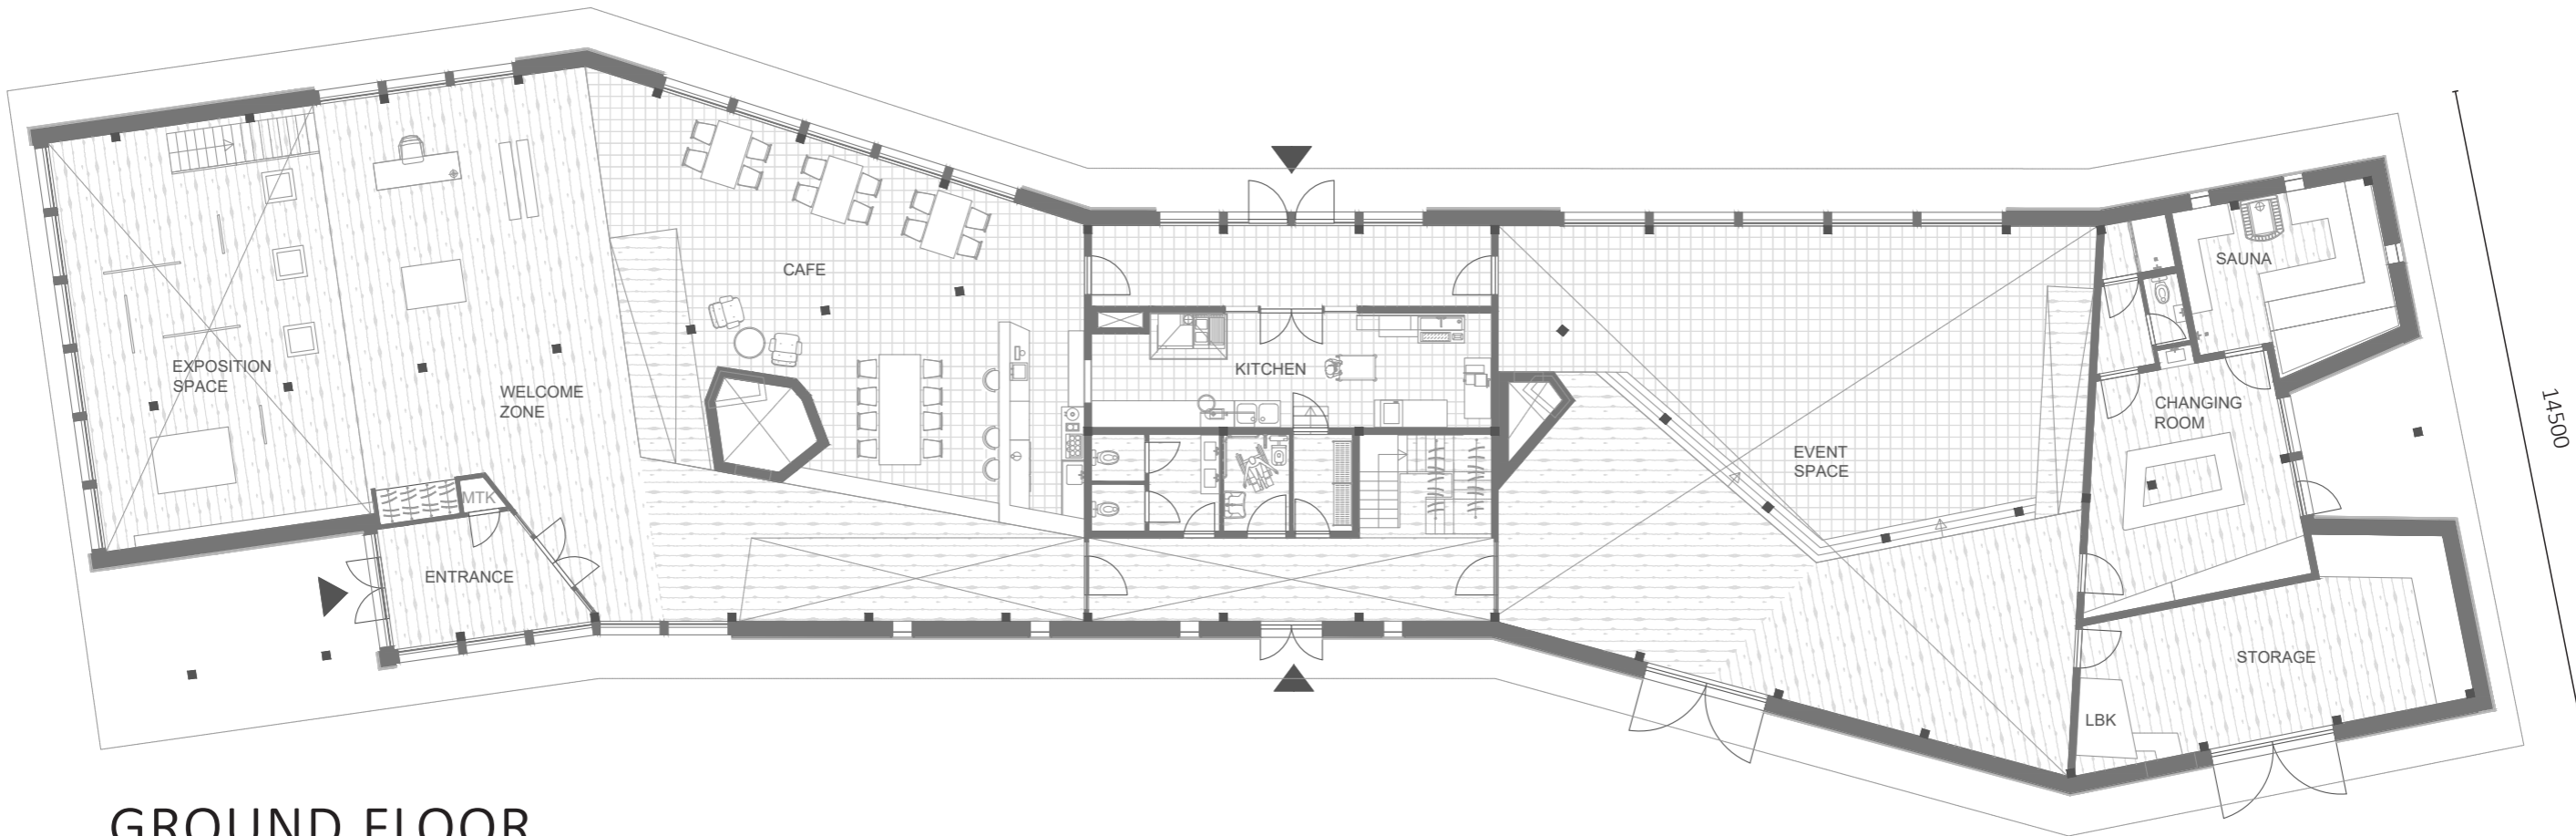 EXPOSITION
SPACE
WELCOME
ZONE
MTK
ENTRANCE
CAFE
KITCHEN
EVENT
SPACE
SAUNA
CHANGING
ROOM
STORAGE
LBK
14500
GROUND FLOOR